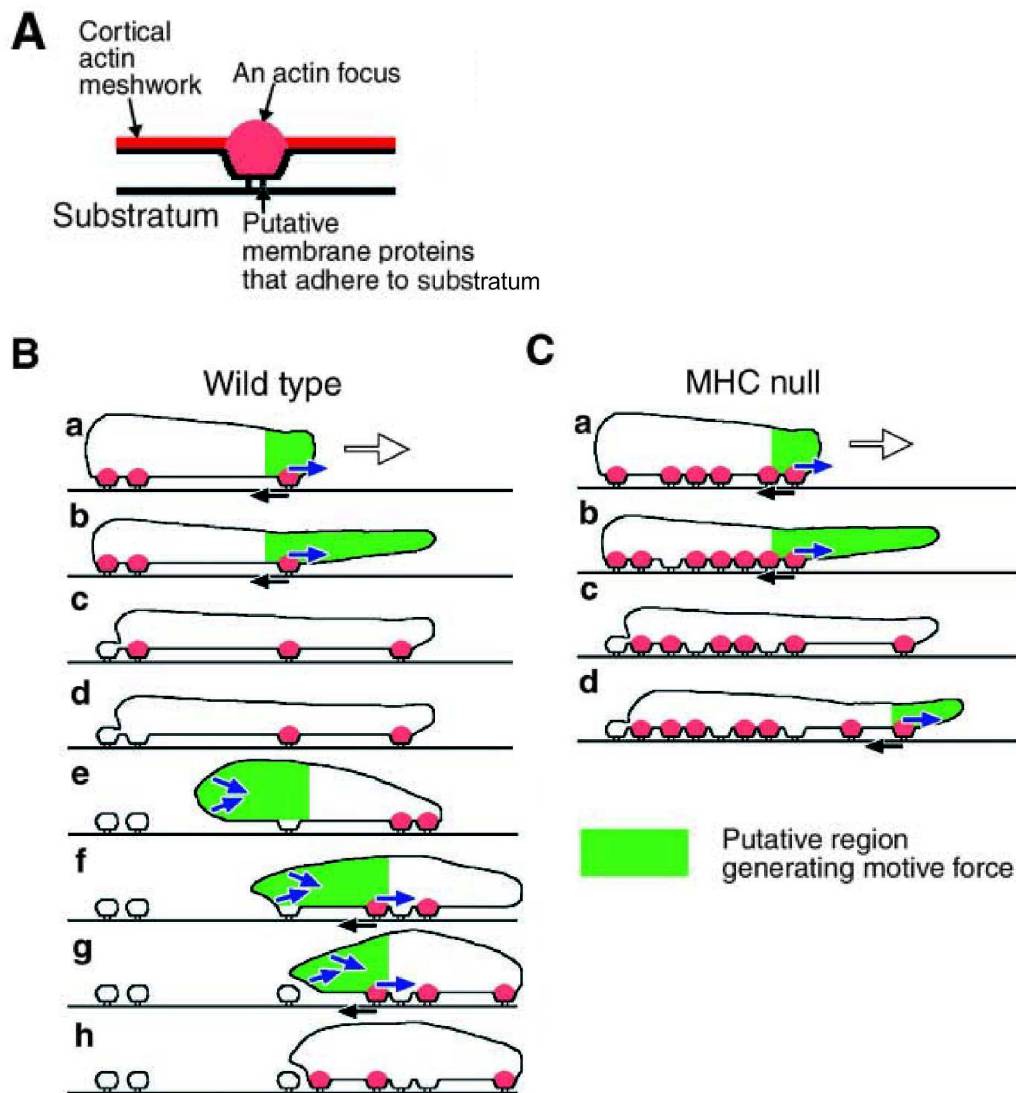 A
Cortical
actin
meshwork
An actin focus
Substratum
Putative
membrane proteins
that adhere to substratum
B
Wild type
a
b
c
d
e
f
g
h
C
MHC null
a
b
c
d
Putative region
generating motive force